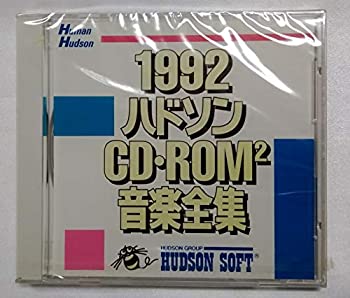 Human
Hudson
1992
ハドソン
CD・ROM²
音楽全集
HUDSON GROUP
HUDSON SOFT®